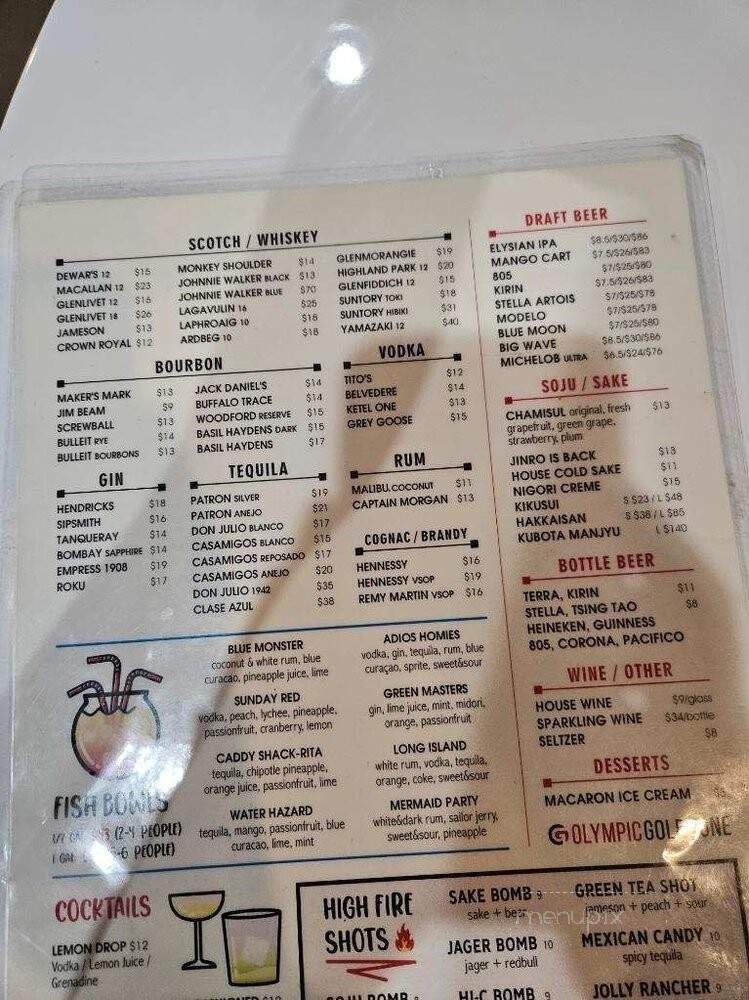 SCOTCH / WHISKEY
DEWAR'S 12 $15
MACALLAN 12 $23
GLENLIVET 12 $16
GLENLIVET 18 $26
JAMESON $13
CROWN ROYAL $12
MONKEY SHOULDER $14
JOHNNIE WALKER BLACK $13
JOHNNIE WALKER BLUE $70
LAGAVULIN 16 $25
LAPHROAIG 10 $18
ARDBEG 10 $18
GLENMORANGIE $19
HIGHLAND PARK 12 $20
GLENFIDDICH 12 $15
SUNTORY TOKI $18
SUNTORY HIBIKI $31
YAMAZAKI 12 $40
BOURBON
MAKER'S MARK $13
JIM BEAM $9
SCREWBALL $13
BULLEIT RYE $14
BULLEIT BOURBONS $13
JACK DANIEL'S $14
BUFFALO TRACE $14
WOODFORD RESERVE $15
BASIL HAYDENS DARK $15
BASIL HAYDENS $17
VODKA
TITO'S $12
BELVEDERE $14
KETEL ONE $13
GREY GOOSE $15
GIN
HENDRICKS $18
SIPSMITH $16
TANQUERAY $14
BOMBAY SAPPHIRE $14
EMPRESS 1908 $19
ROKU $17
TEQUILA
PATRON SILVER $19
PATRON ANEJO $21
DON JULIO BLANCO $17
CASAMIGOS BLANCO $15
CASAMIGOS REPOSADO $17
CASAMIGOS ANEJO $20
DON JULIO 1942 $35
CLASE AZUL $38
RUM
MALIBU, COCONUT $11
CAPTAIN MORGAN $13
COGNAC / BRANDY
HENNESSY $16
HENNESSY VSOP $19
REMY MARTIN VSOP $16
DRAFT BEER
ELYSIAN IPA $8.5/$30/$86
MANGO CART $7.5/$26/$83
805 $7/$25/$80
KIRIN $7.5/$26/$83
STELLA ARTOIS $7/$25/$78
MODELO $7/$25/$78
BLUE MOON $7/$25/$80
BIG WAVE $8.5/$30/$86
MICHELOB ULTRA $6.5/$24/$76
SOJU / SAKE
CHAMISUL original, fresh $13
grapefruit, green grape,
strawberry, plum
JINRO IS BACK $13
HOUSE COLD SAKE $11
NIGORI CREME $15
KIKUSUI S $23 / L $48
HAKKAISAN S $38 / L $85
KUBOTA MANJYU L $140
BOTTLE BEER
TERRA, KIRIN $11
STELLA, TSING TAO $8
HEINEKEN, GUINNESS
805, CORONA, PACIFICO
WINE / OTHER
HOUSE WINE $9/glass
SPARKLING WINE $34/bottle
SELTZER $8
DESSERTS
MACARON ICE CREAM
OLYMPICGOLF
FISH BOWLS
(2-4 PEOPLE)
1 GAL PEOPLE)
BLUE MONSTER
coconut & white rum, blue
curacao, pineapple juice, lime
SUNDAY RED
vodka, peach, lychee, pineapple,
passionfruit, cranberry, lemon
CADDY SHACK-RITA
tequila, chipotle pineapple,
orange juice, passionfruit, lime
WATER HAZARD
tequila, mango, passionfruit, blue
curacao, lime, mint
ADIOS HOMIES
vodka, gin, tequila, rum, blue
curaçao, sprite, sweet&sour
GREEN MASTERS
gin, lime juice, mint, midori,
orange, passionfruit
LONG ISLAND
white rum, vodka, tequila,
orange, coke, sweet&sour
MERMAID PARTY
white&dark rum, sailor jerry,
sweet&sour, pineapple
COCKTAILS
LEMON DROP $12
Vodka / Lemon Juice /
Grenadine
HIGH FIRE
SHOTS
SAKE BOMB 9
sake + beer
JAGER BOMB 10
jager + redbull
HI-C BOMB 9
GREEN TEA SHOT
jameson + peach + sour
MEXICAN CANDY 10
spicy tequila
JOLLY RANCHER 9
SOJU BOMB
menupix